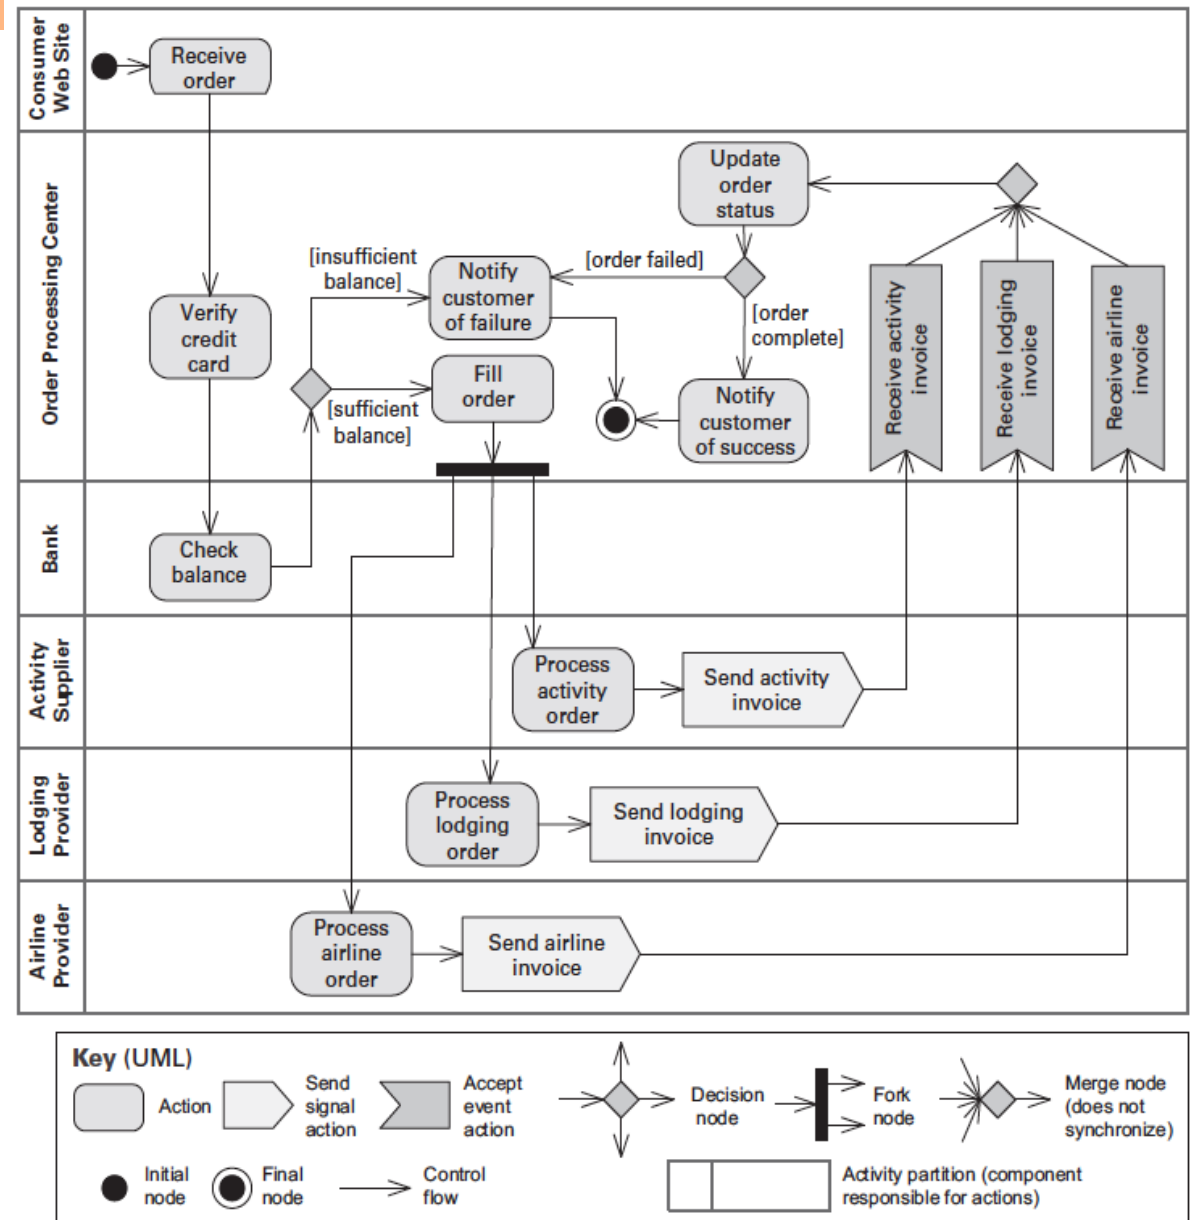 Consumer
Web Site
Receive
order
Order Processing Center
Update
order
status
[insufficient
balance]
Notify
customer
of failure
[order failed]
[order
complete]
Verify
credit
card
Fill
order
[sufficient
balance]
Notify
customer
of success
Receive activity
invoice
Receive lodging
invoice
Receive airline
invoice
Bank
Check
balance
Activity
Supplier
Process
activity
order
Send activity
invoice
Lodging
Provider
Process
lodging
order
Send lodging
invoice
Airline
Provider
Process
airline
order
Send airline
invoice
Key (UML)
Action
Send
signal
action
Accept
event
action
Decision
node
Fork
node
Merge node
(does not
synchronize)
Initial
node
Final
node
Control
flow
Activity partition (component
responsible for actions)